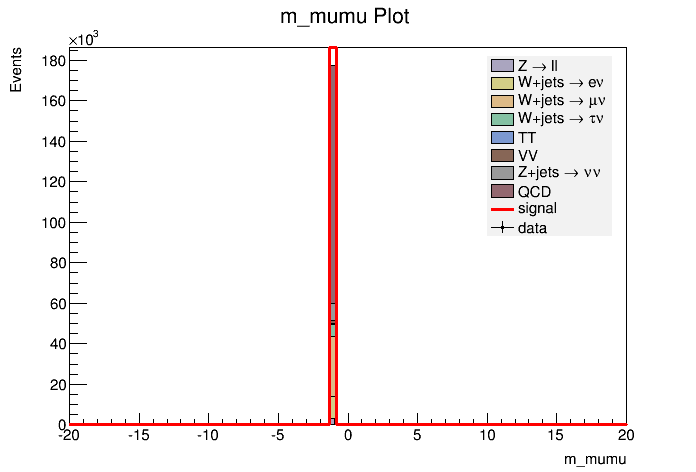 m_mumu Plot
×10³
Events
180
160
140
120
100
80
60
40
20
0
-20 -15 -10 -5 0 5 10 15 20
m_mumu
Z → ll
W+jets → eν
W+jets → μν
W+jets → τν
TT
VV
Z+jets → νν
QCD
signal
data